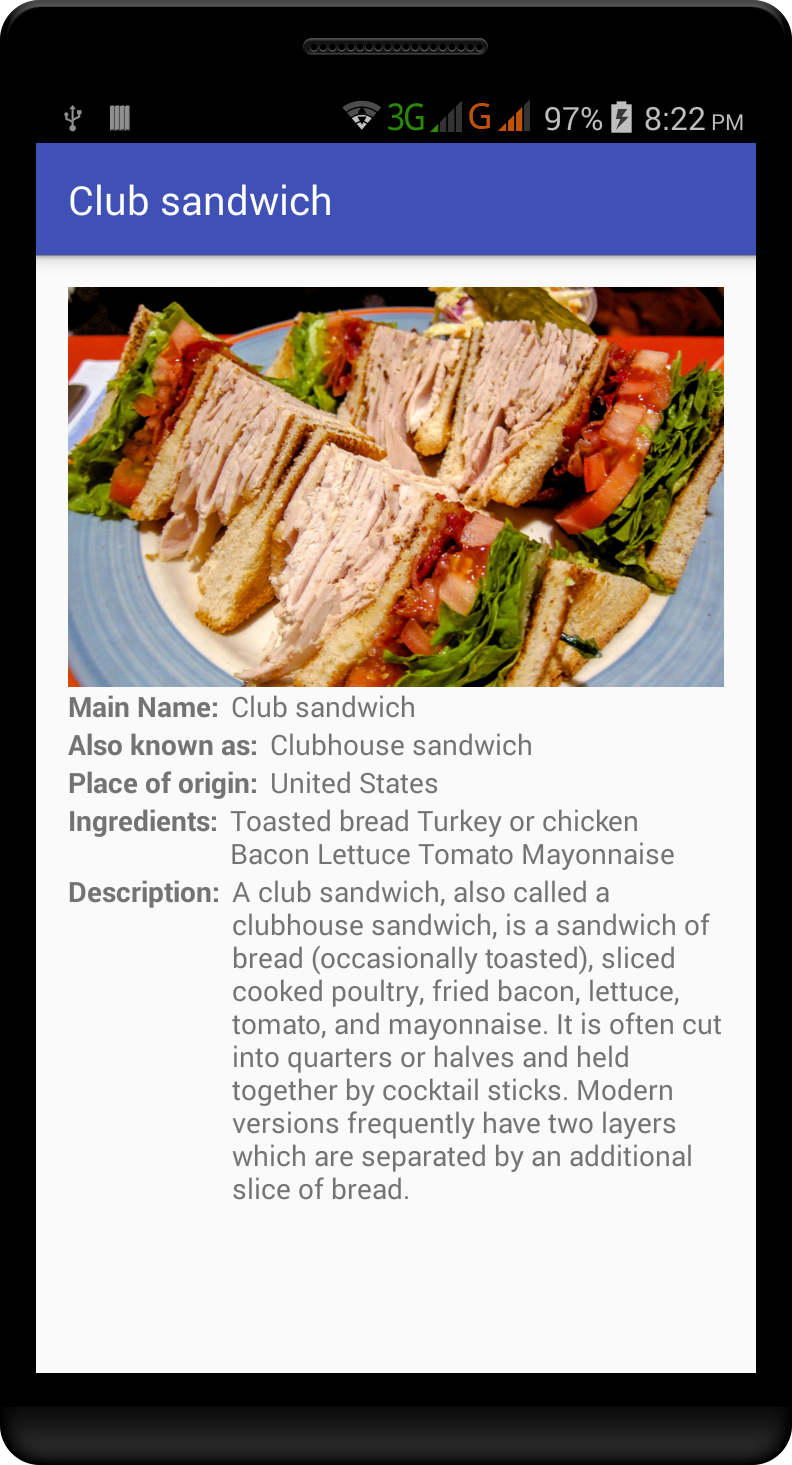 3G G 97% 8:22 PM
Club sandwich
Main Name: Club sandwich
Also known as: Clubhouse sandwich
Place of origin: United States
Ingredients: Toasted bread Turkey or chicken
Bacon Lettuce Tomato Mayonnaise
Description: A club sandwich, also called a
clubhouse sandwich, is a sandwich of
bread (occasionally toasted), sliced
cooked poultry, fried bacon, lettuce,
tomato, and mayonnaise. It is often cut
into quarters or halves and held
together by cocktail sticks. Modern
versions frequently have two layers
which are separated by an additional
slice of bread.